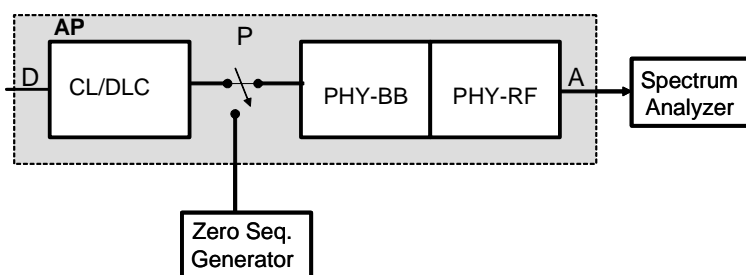 AP
P
D
CL/DLC
PHY-BB
PHY-RF
A
Spectrum
Analyzer
Zero Seq.
Generator